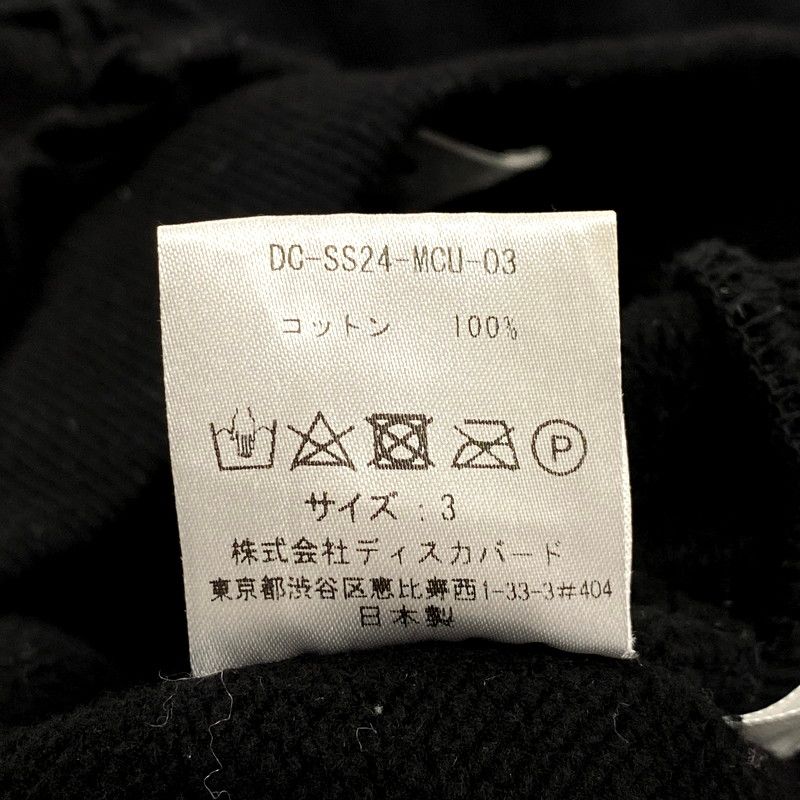 DC-SS24-MCU-03
コットン 100%
P
サイズ：3
株式会社ディスカバード
東京都渋谷区恵比寿西1-33-3#404
日本製